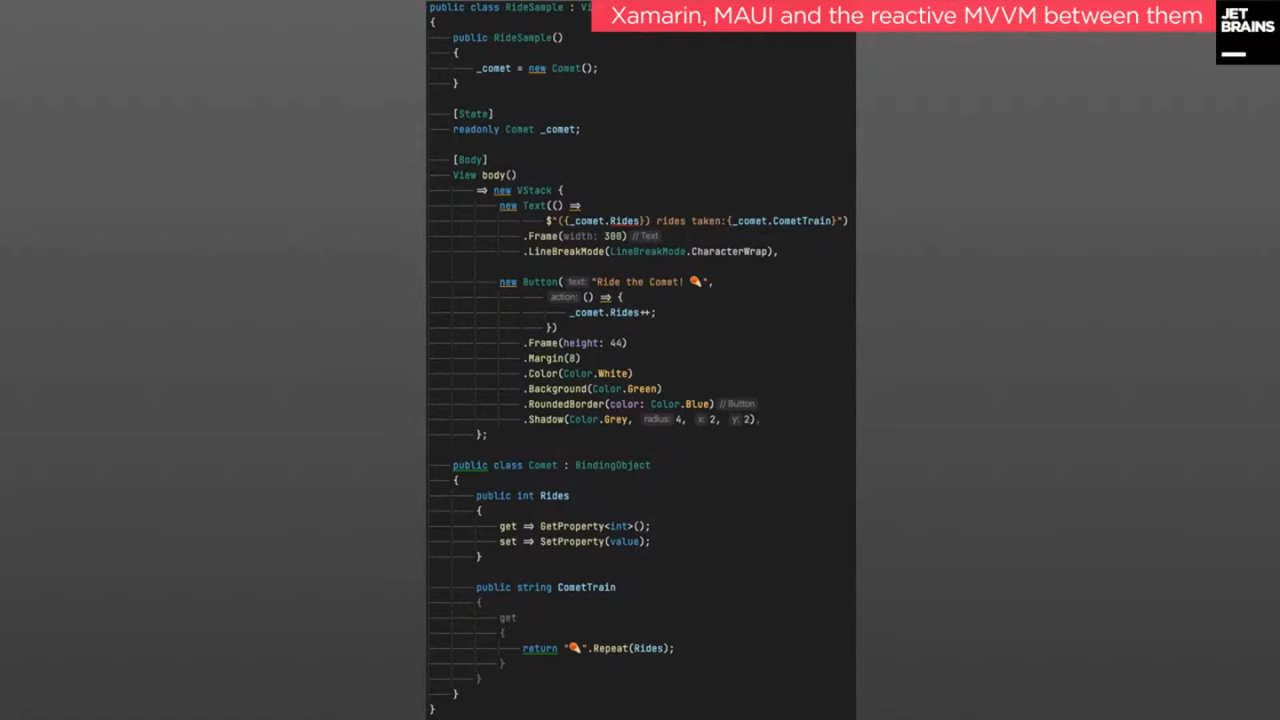 Xamarin, MAUI and the reactive MVVM between them
JET
BRAINS
public class RideSample :
{
public RideSample()
{
_comet = new Comet();
}
[State]
readonly Comet _comet;
[Body]
View body()
=> new VStack {
new Text(() =>
$"({_comet.Rides}) rides taken:{_comet.CometTrain}")
.Frame(width: 300) // Text
.LineBreakMode(LineBreakMode.CharacterWrap),
new Button( text: "Ride the Comet! ☄️",
action: () => {
_comet.Rides++;
})
.Frame(height: 44)
.Margin(8)
.Color(Color.White)
.Background(Color.Green)
.RoundedBorder(color: Color.Blue) // Button
.Shadow(Color.Grey, radius: 4, x: 2, y: 2),
};
public class Comet : BindingObject
{
public int Rides
{
get => GetProperty<int>();
set => SetProperty(value);
}
public string CometTrain
{
get
{
return "☄️".Repeat(Rides);
}
}
}
}